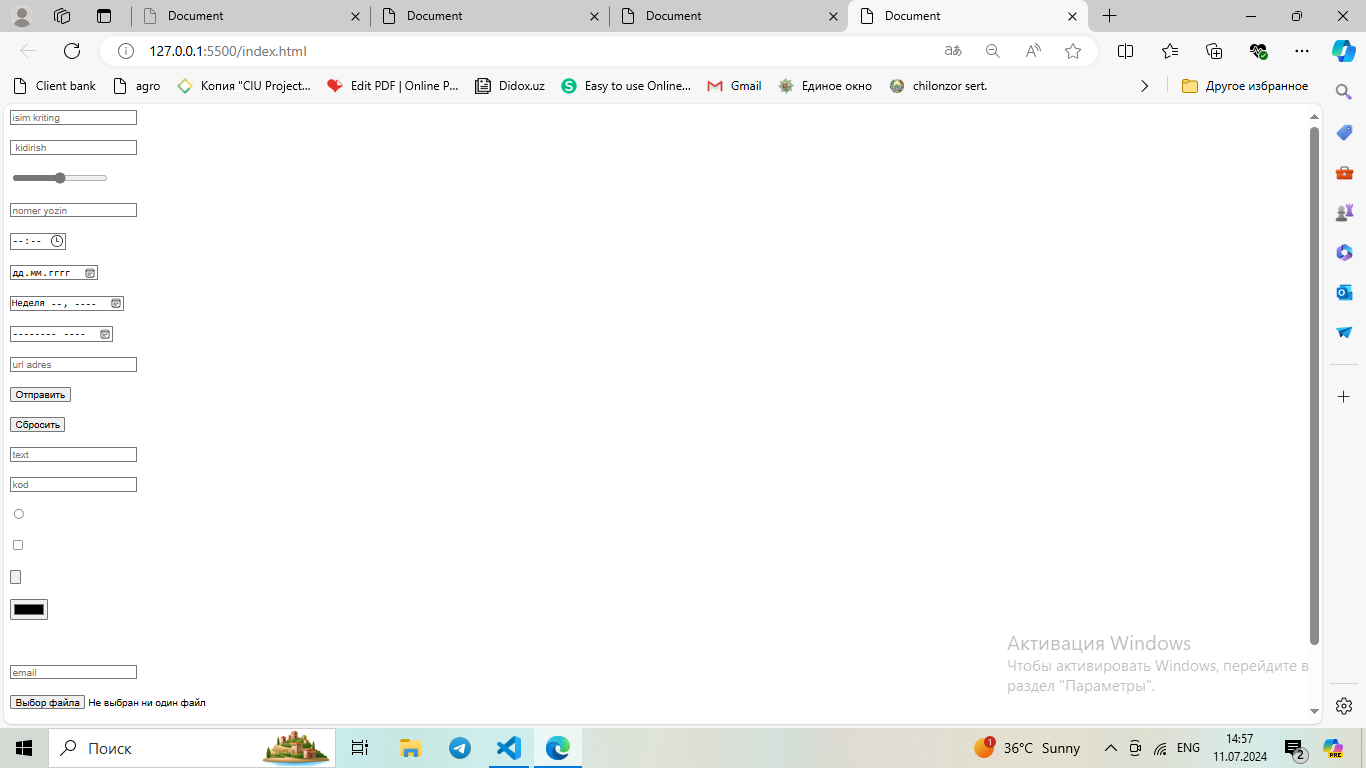 Document
Document
Document
Document
127.0.0.1:5500/index.html
Client bank
agro
Копия "CIU Project...
Edit PDF | Online P...
Didox.uz
Easy to use Online...
Gmail
Единое окно
chilonzor sert.
Другое избранное
isim kriting
kidirish
nomer yozin
--:--
дд.мм.гггг
Неделя --, ----
-------- ----
url adres
Отправить
Сбросить
text
kod
email
Выбор файла Не выбран ни один файл
Активация Windows
Чтобы активировать Windows, перейдите в
раздел "Параметры".
Поиск
1
36°C Sunny
ENG
14:57
11.07.2024
2
PRE